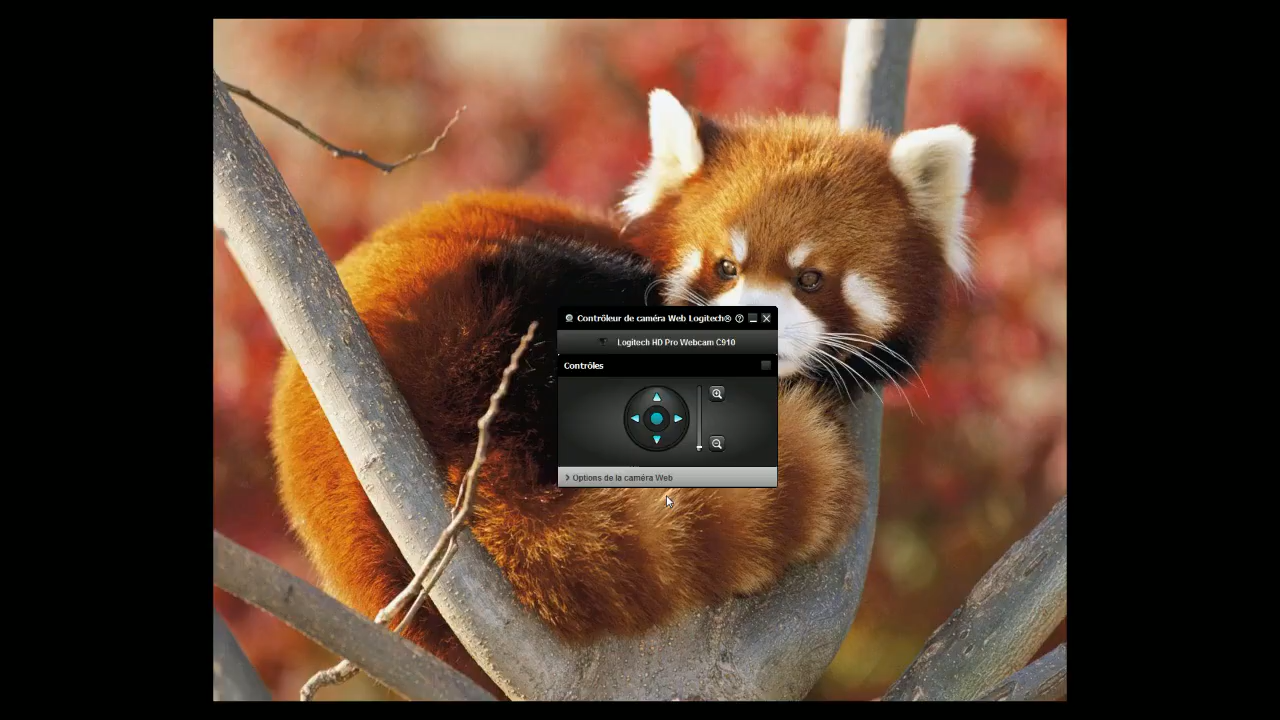 Contrôleur de caméra Web Logitech®
Logitech HD Pro Webcam C910
Contrôles
Options de la caméra Web